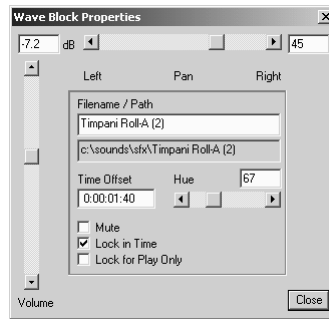 Wave Block Properties
-7.2 dB 45
Left Pan Right
Filename / Path
Timpani Roll-A (2)
c:\sounds\sfx\Timpani Roll-A (2)
Time Offset Hue 67
0:00:01:40
Mute
Lock in Time
Lock for Play Only
Volume
Close